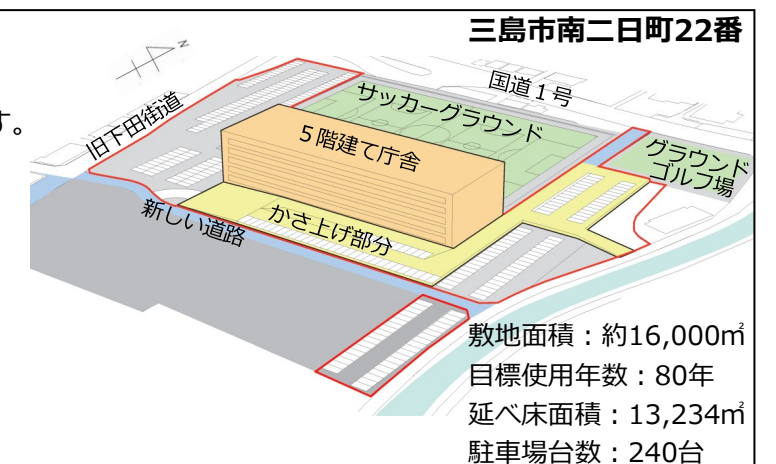 三島市南二日町22番
N
す。
国道1号
サッカーグラウンド
旧下田街道
5階建て庁舎
グラウンド
ゴルフ場
新しい道路
かさ上げ部分
敷地面積：約16,000㎡
目標使用年数：80年
延べ床面積：13,234㎡
駐車場台数：240台